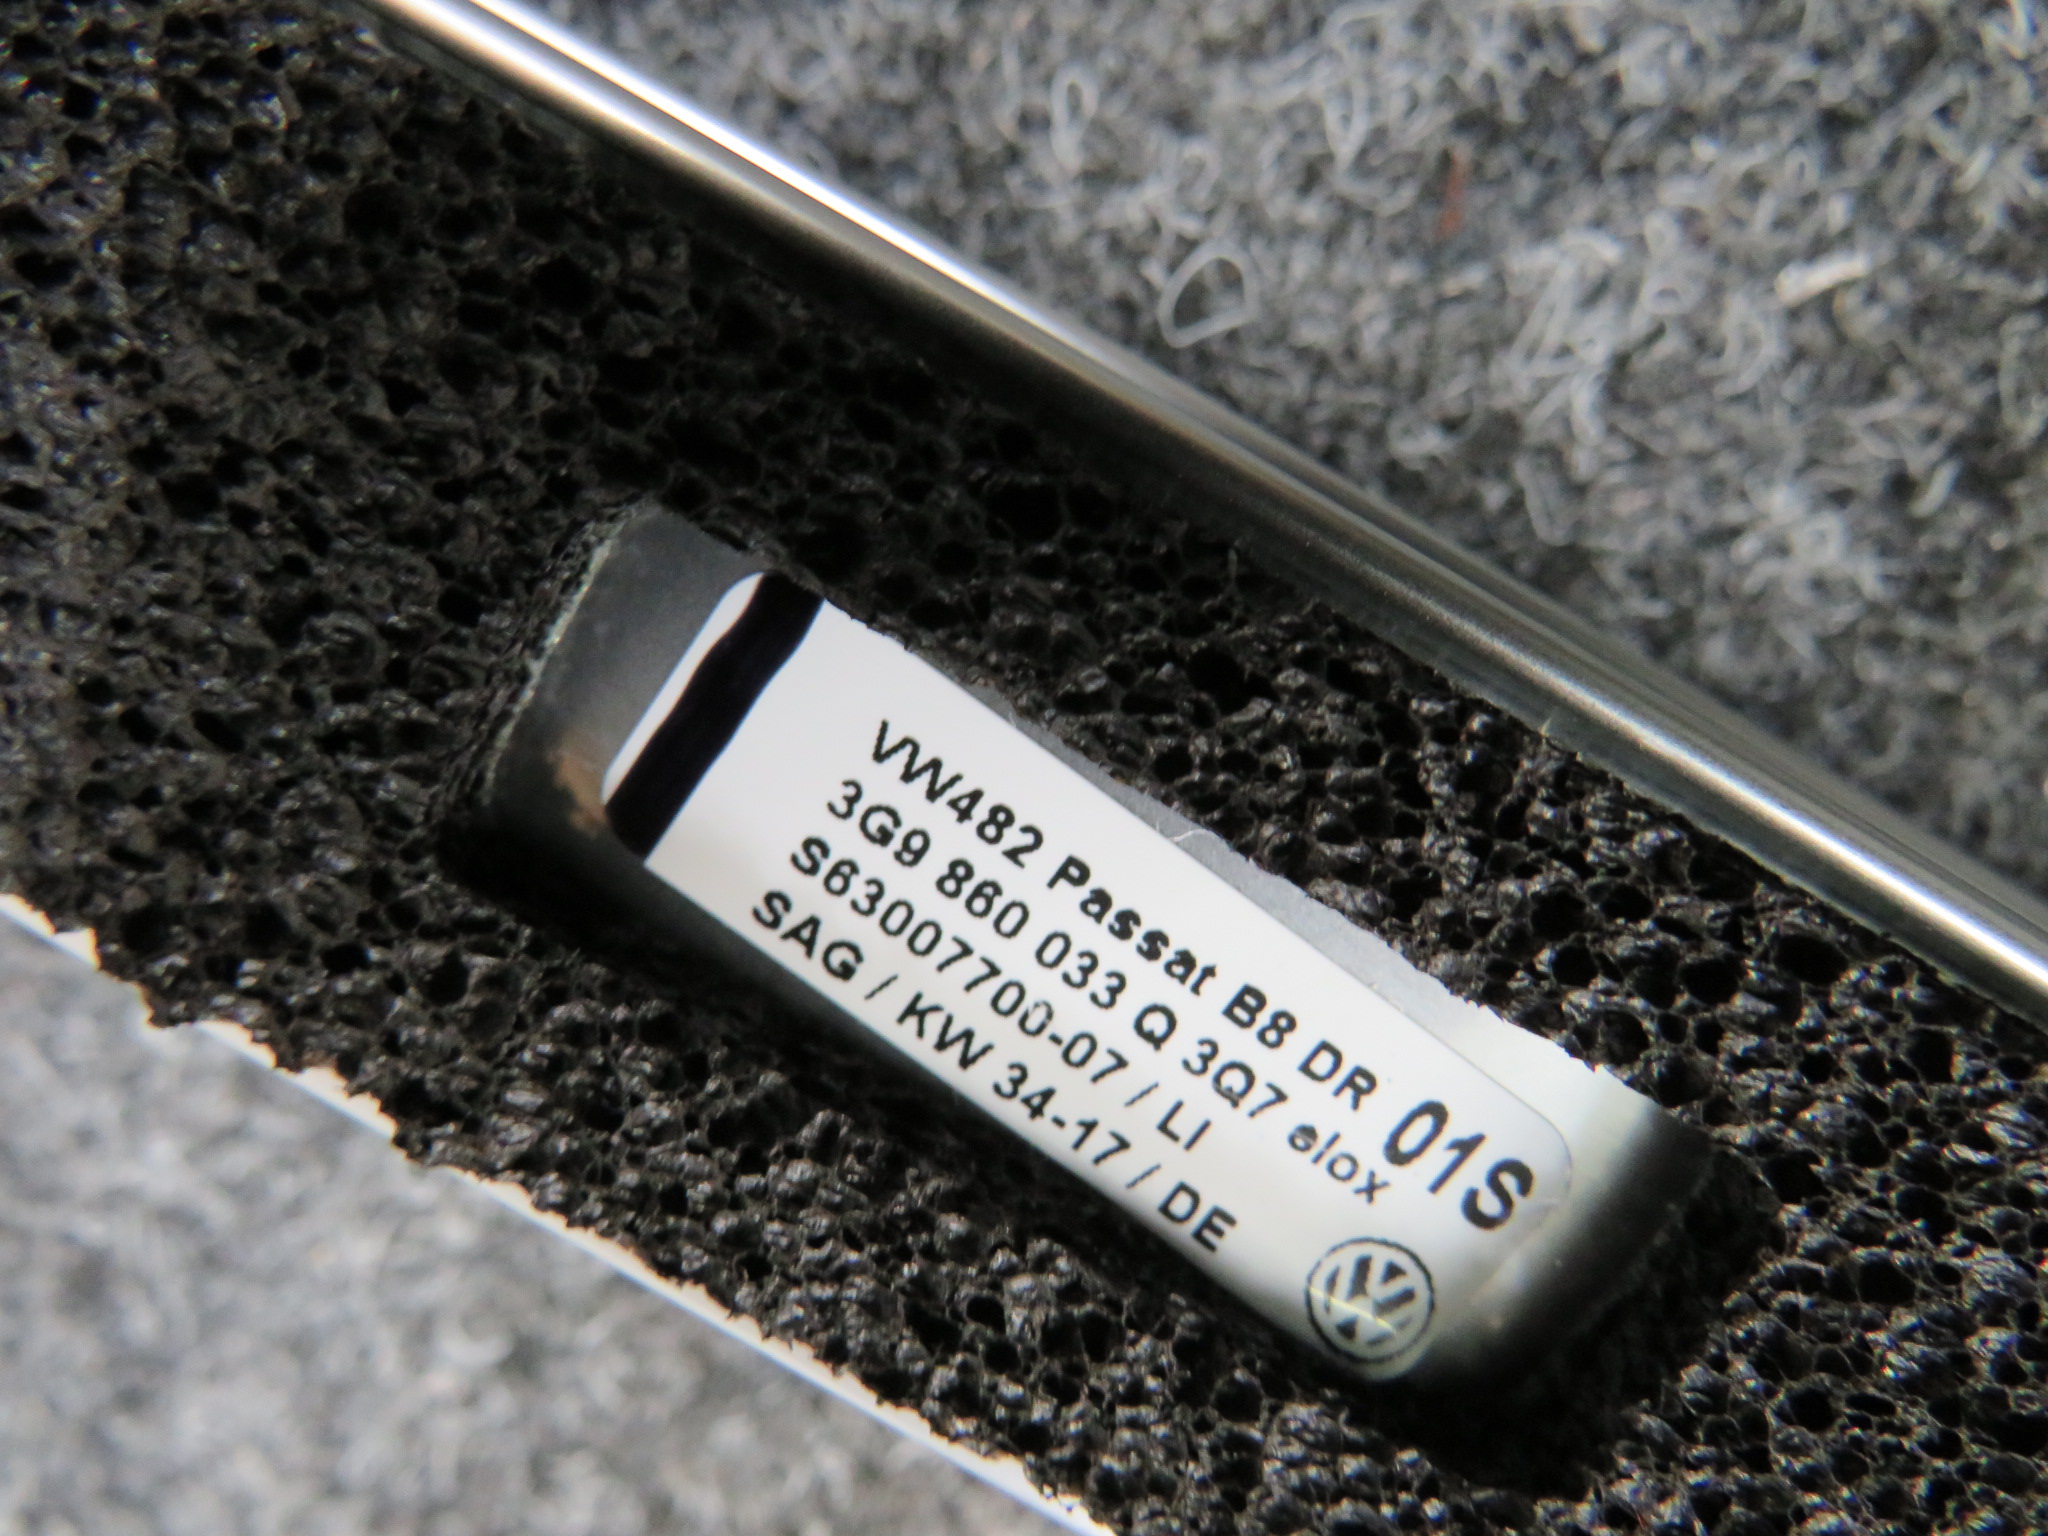 VW482 Passat B8 DR
3G9 860 033 Q 3Q7 elox
S63007700-07 / LI
SAG / KW 34-17 / DE
01S